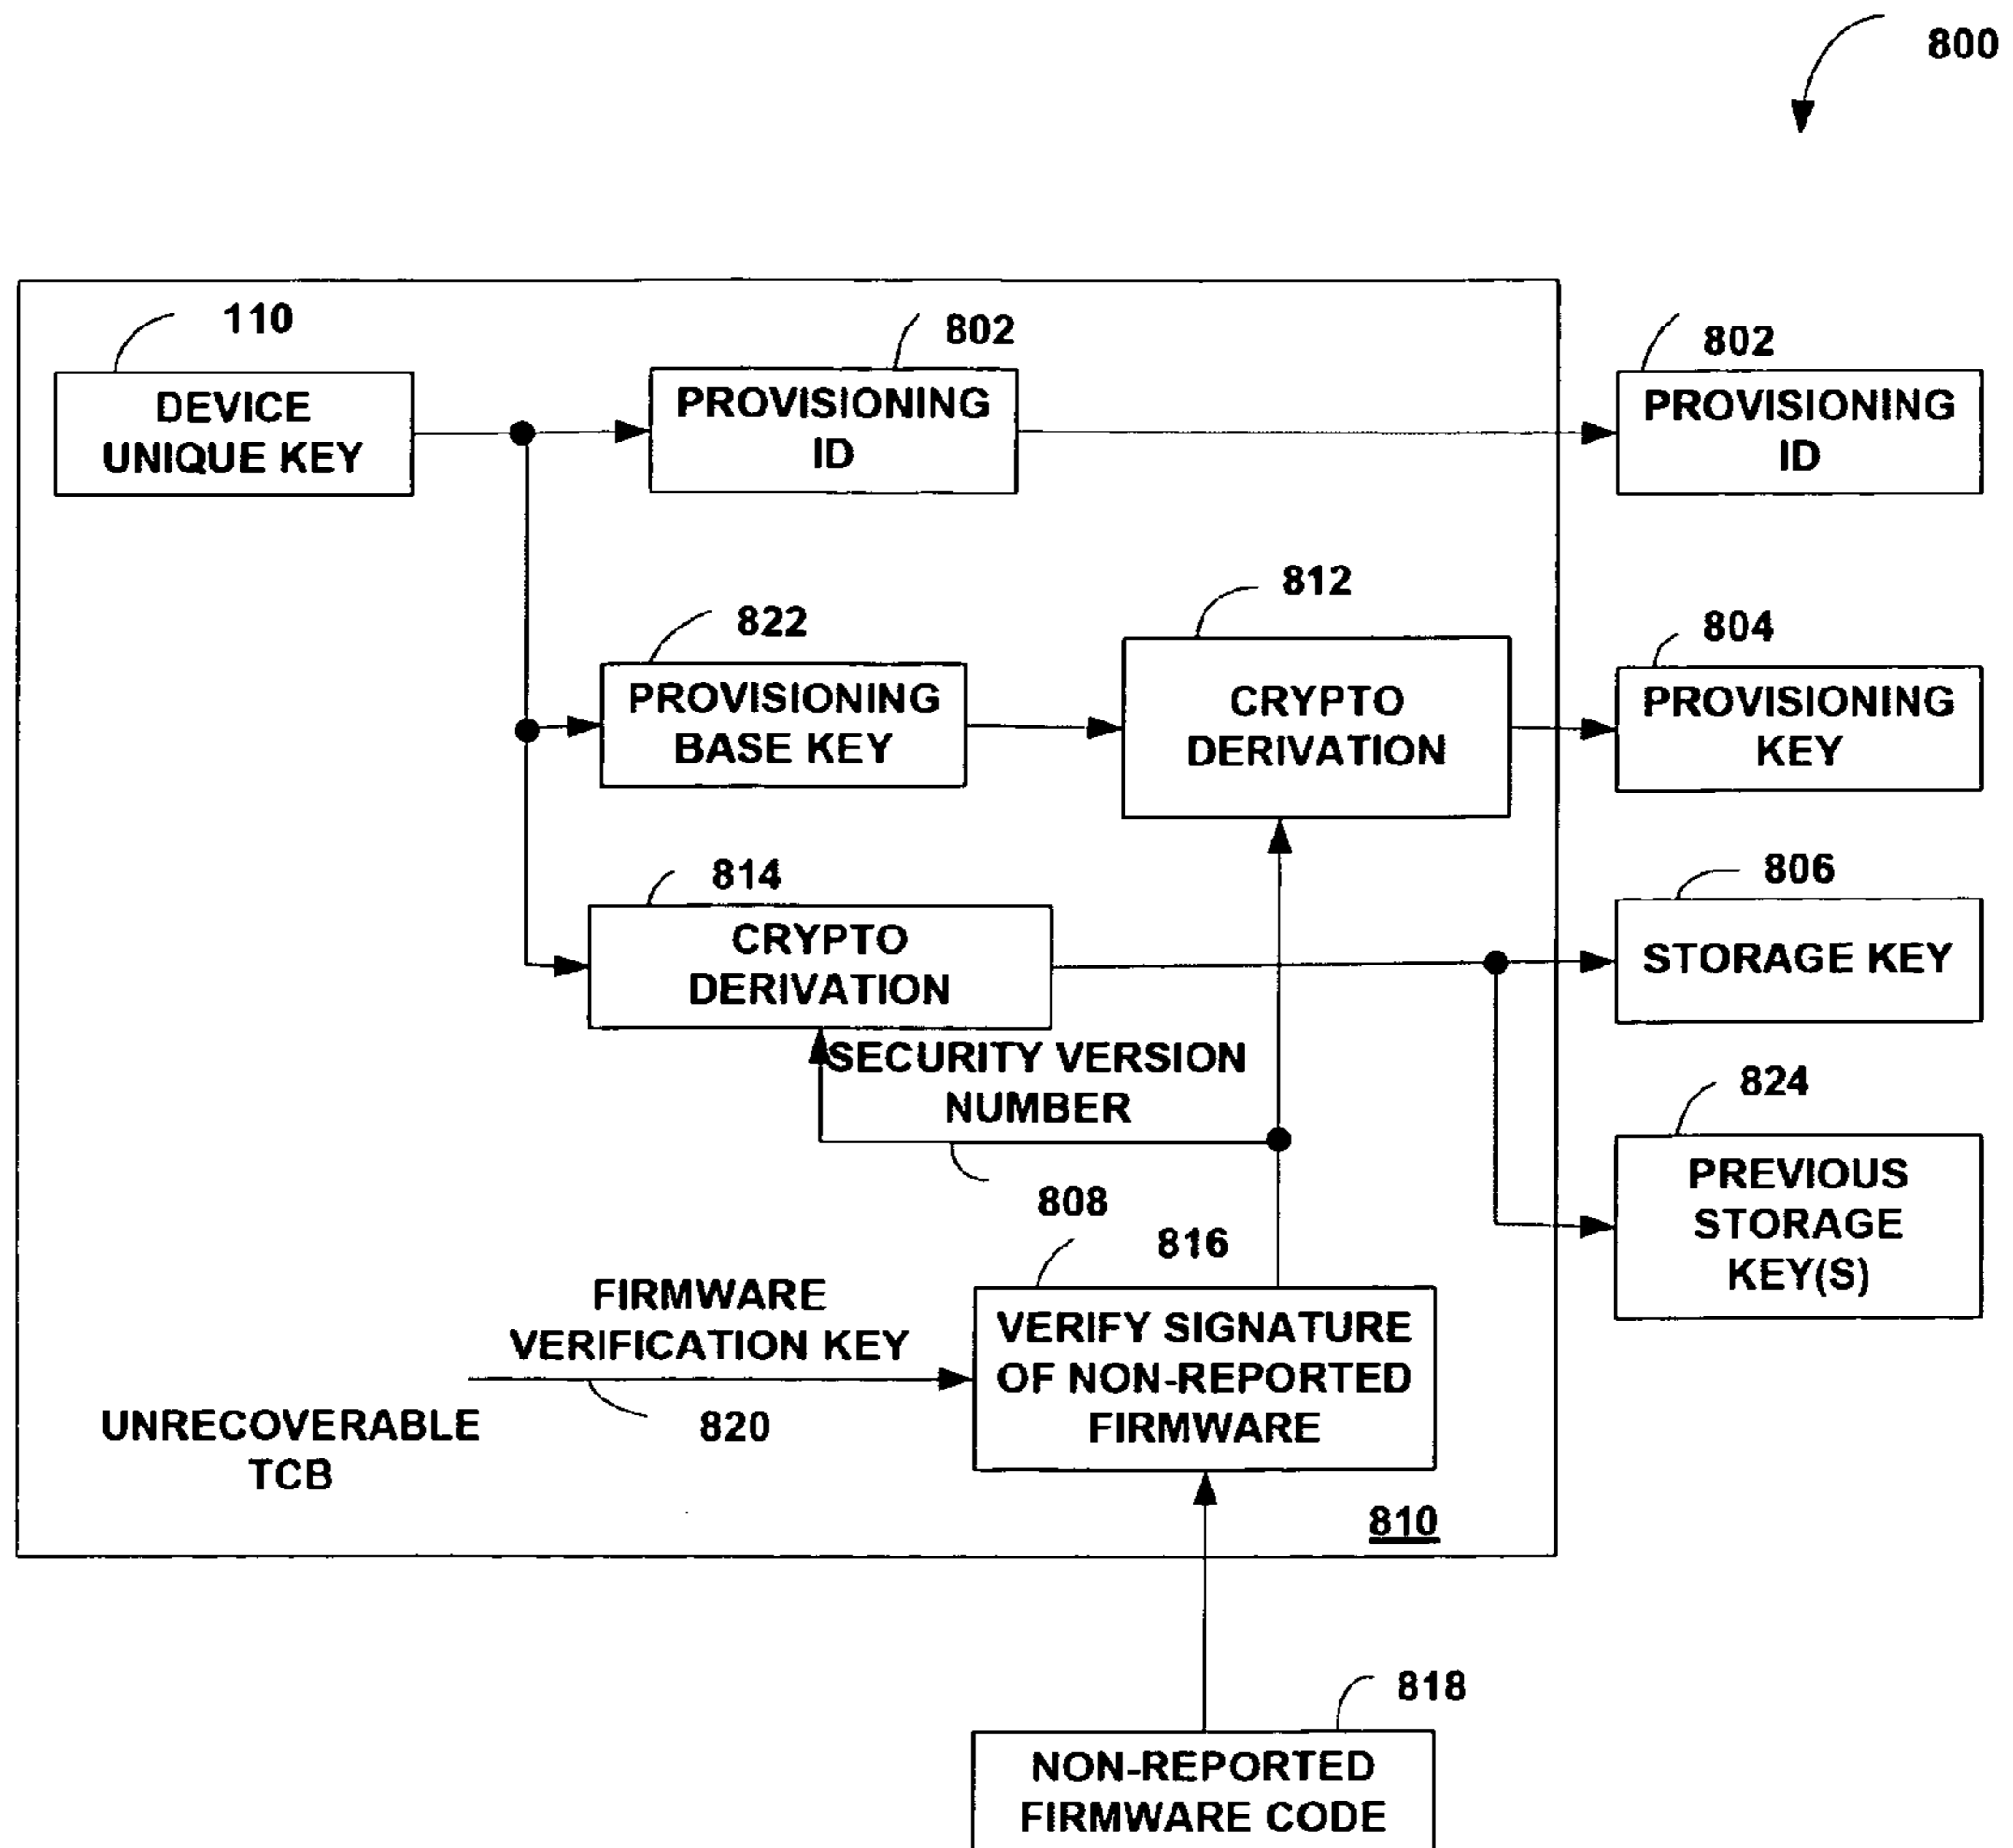 800
110
802
802
DEVICE
UNIQUE KEY
PROVISIONING
ID
PROVISIONING
ID
812
822
804
PROVISIONING
BASE KEY
CRYPTO
DERIVATION
PROVISIONING
KEY
814
806
CRYPTO
DERIVATION
STORAGE KEY
SECURITY VERSION
NUMBER
824
808
PREVIOUS
STORAGE
KEY(S)
816
FIRMWARE
VERIFICATION KEY
VERIFY SIGNATURE
OF NON-REPORTED
FIRMWARE
820
UNRECOVERABLE
TCB
810
818
NON-REPORTED
FIRMWARE CODE